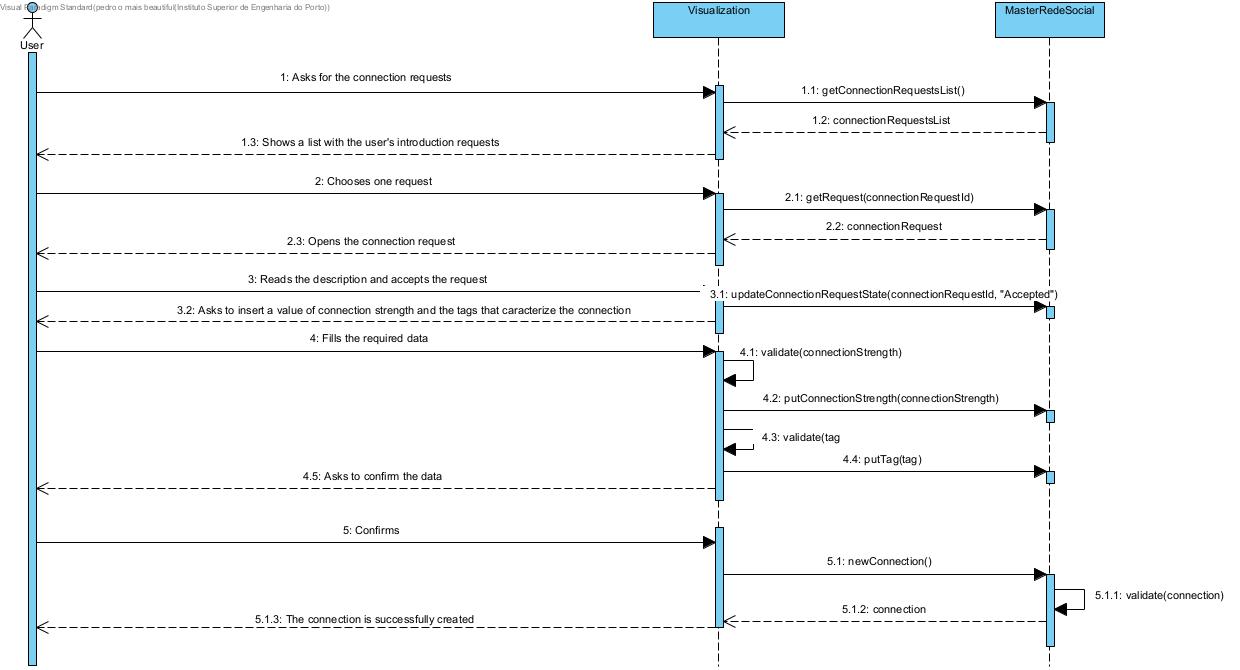 Visual Paradigm Standard(pedro o mais beautiful(Instituto Superior de Engenharia do Porto))
Visualization
MasterRedeSocial
User
1: Asks for the connection requests
1.1: getConnectionRequestsList()
1.2: connectionRequestsList
1.3: Shows a list with the user's introduction requests
2: Chooses one request
2.1: getRequest(connectionRequestId)
2.2: connectionRequest
2.3: Opens the connection request
3: Reads the description and accepts the request
3.1: updateConnectionRequestState(connectionRequestId, "Accepted")
3.2: Asks to insert a value of connection strength and the tags that caracterize the connection
4: Fills the required data
4.1: validate(connectionStrength)
4.2: putConnectionStrength(connectionStrength)
4.3: validate(tag
4.4: putTag(tag)
4.5: Asks to confirm the data
5: Confirms
5.1: newConnection()
5.1.1: validate(connection)
5.1.2: connection
5.1.3: The connection is successfully created